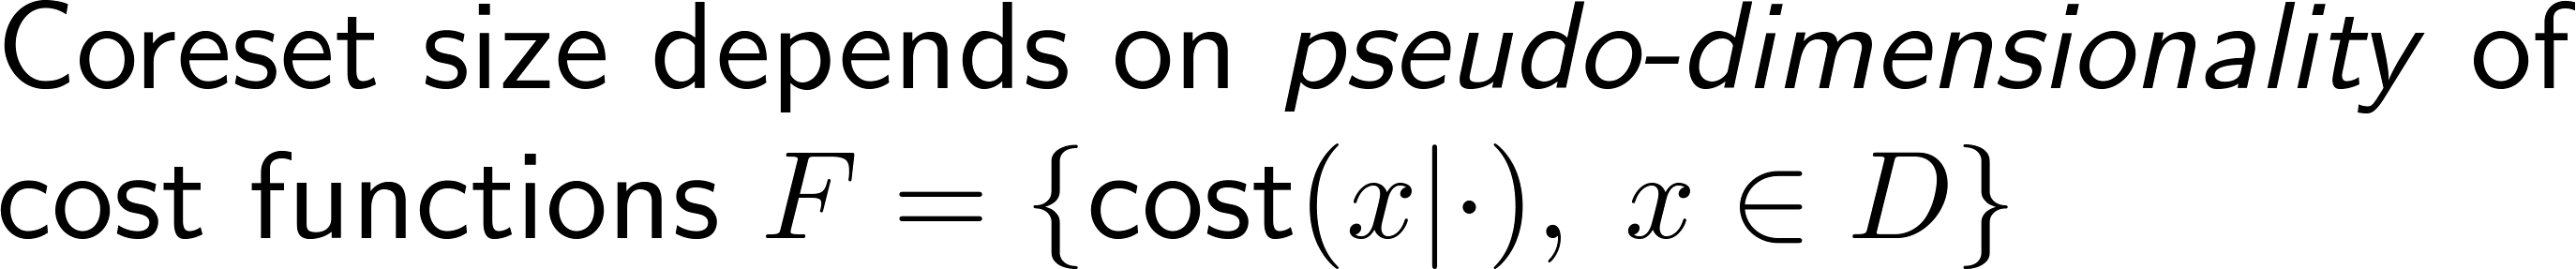 Coreset size depends on pseudo-dimensionality of
cost functions F = {cost(x|·), x ∈ D}